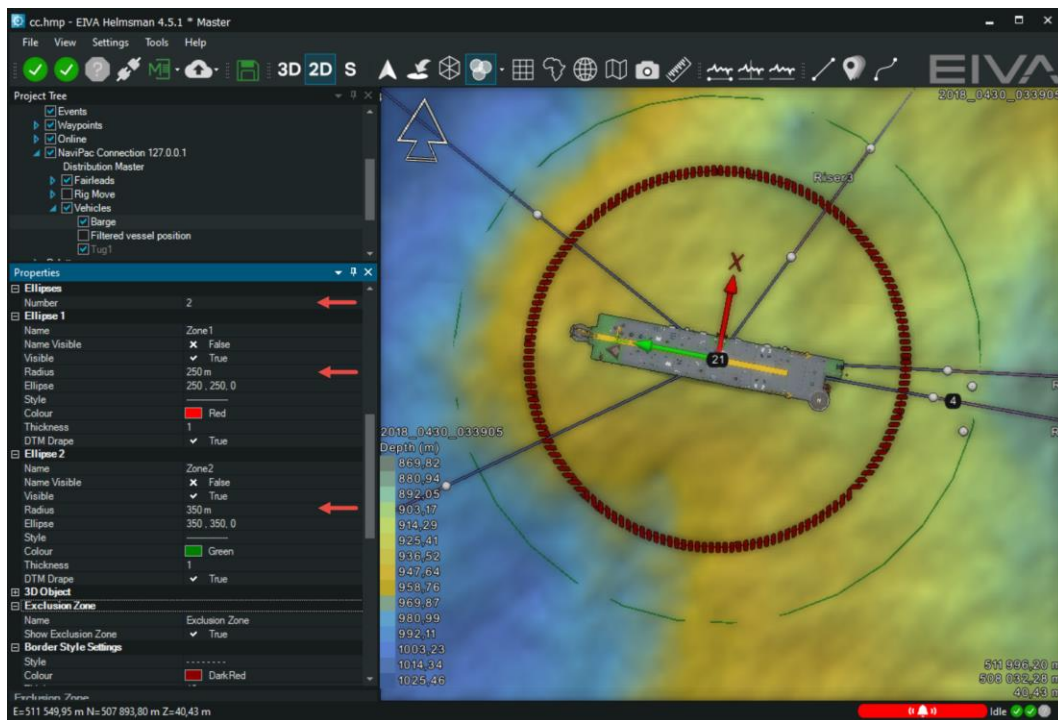 cc.hmp - EIVA Helmsman 4.5.1 * Master
File View Settings Tools Help
3D 2D S EIVA
Project Tree
Events
Waypoints
Online
NaviPac Connection 127.0.0.1
Distribution Master
Fairleads
Rig Move
Vehicles
Barge
Filtered vessel position
Tug1
Properties
Ellipses
Number 2
Ellipse 1
Name Zone1
Name Visible False
Visible True
Radius 250 m
Ellipse 250 , 250, 0
Style
Colour Red
Thickness 1
DTM Drape True
Ellipse 2
Name Zone2
Name Visible False
Visible True
Radius 350 m
Ellipse 350 , 350, 0
Style
Colour Green
Thickness 1
DTM Drape True
3D Object
Exclusion Zone
Name Exclusion Zone
Show Exclusion Zone True
Border Style Settings
Style
Colour DarkRed
Exclusion Zone
E=511 549,95 m N=507 893,80 m Z=40,43 m
2018_0430_033905
Riser3
X
21
4
R
R
2018_0430_033905
Depth (m)
869,82
880,94
892,05
903,17
914,29
925,41
936,52
947,64
958,76
969,87
980,99
992,11
1003,23
1014,34
1025,46
511 996,20 m
508 032,28 m
40,43 m
Idle